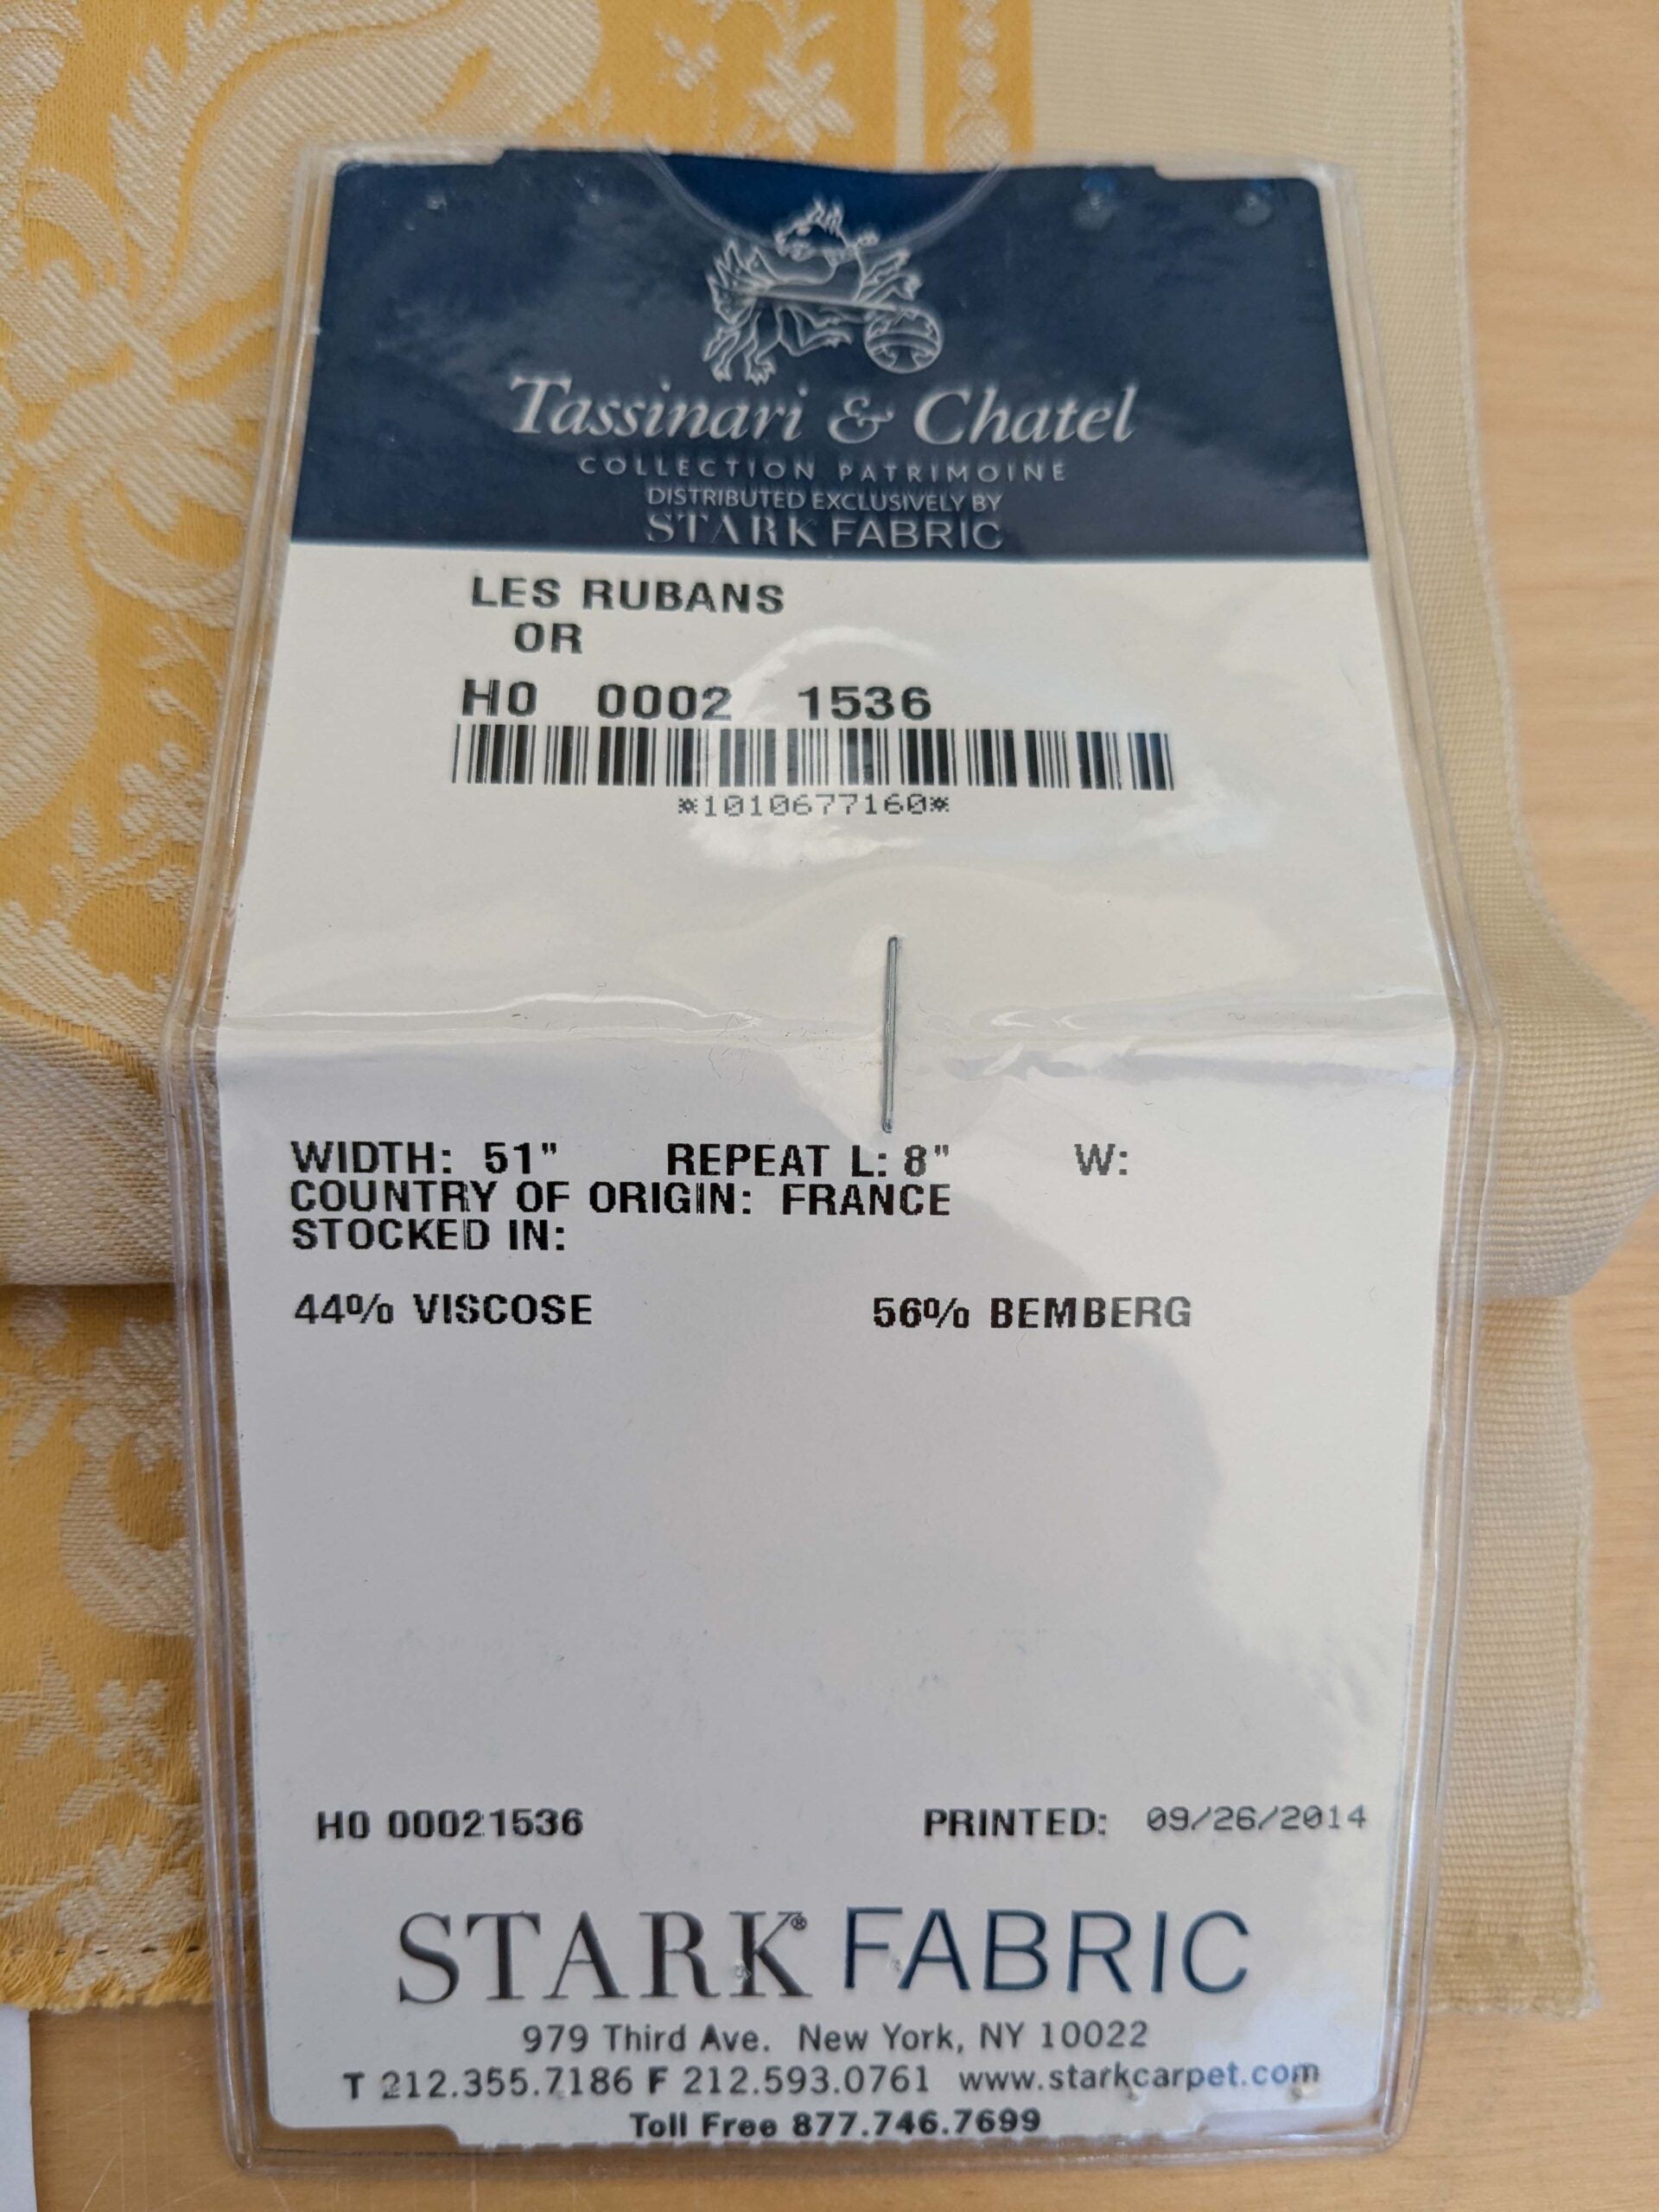 Tassinari & Chatel
COLLECTION PATRIMOINE
DISTRIBUTED EXCLUSIVELY BY
STARK FABRIC
LES RUBANS
OR
H0 0002 1536
*1010677160*
WIDTH: 51" REPEAT L: 8" W:
COUNTRY OF ORIGIN: FRANCE
STOCKED IN:
44% VISCOSE 56% BEMBERG
H0 00021536 PRINTED: 09/26/2014
STARK® FABRIC
979 Third Ave. New York, NY 10022
T 212.355.7186 F 212.593.0761 www.starkcarpet.com
Toll Free 877.746.7699